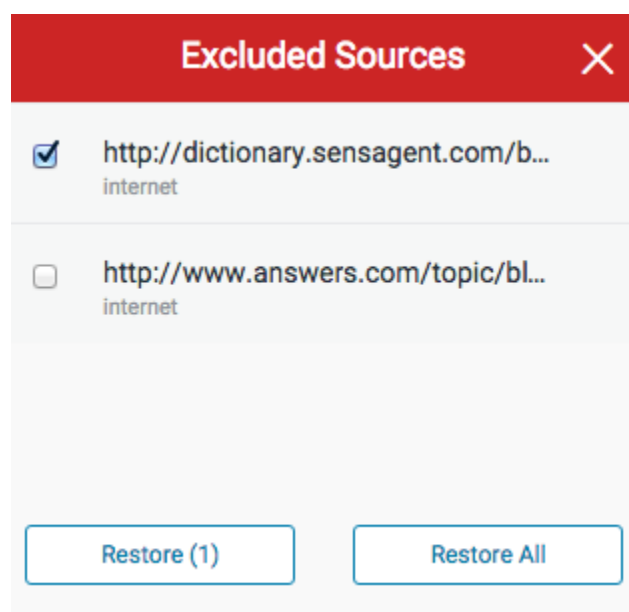 Excluded Sources
http://dictionary.sensagent.com/b...
internet
http://www.answers.com/topic/bl...
internet
Restore (1)
Restore All